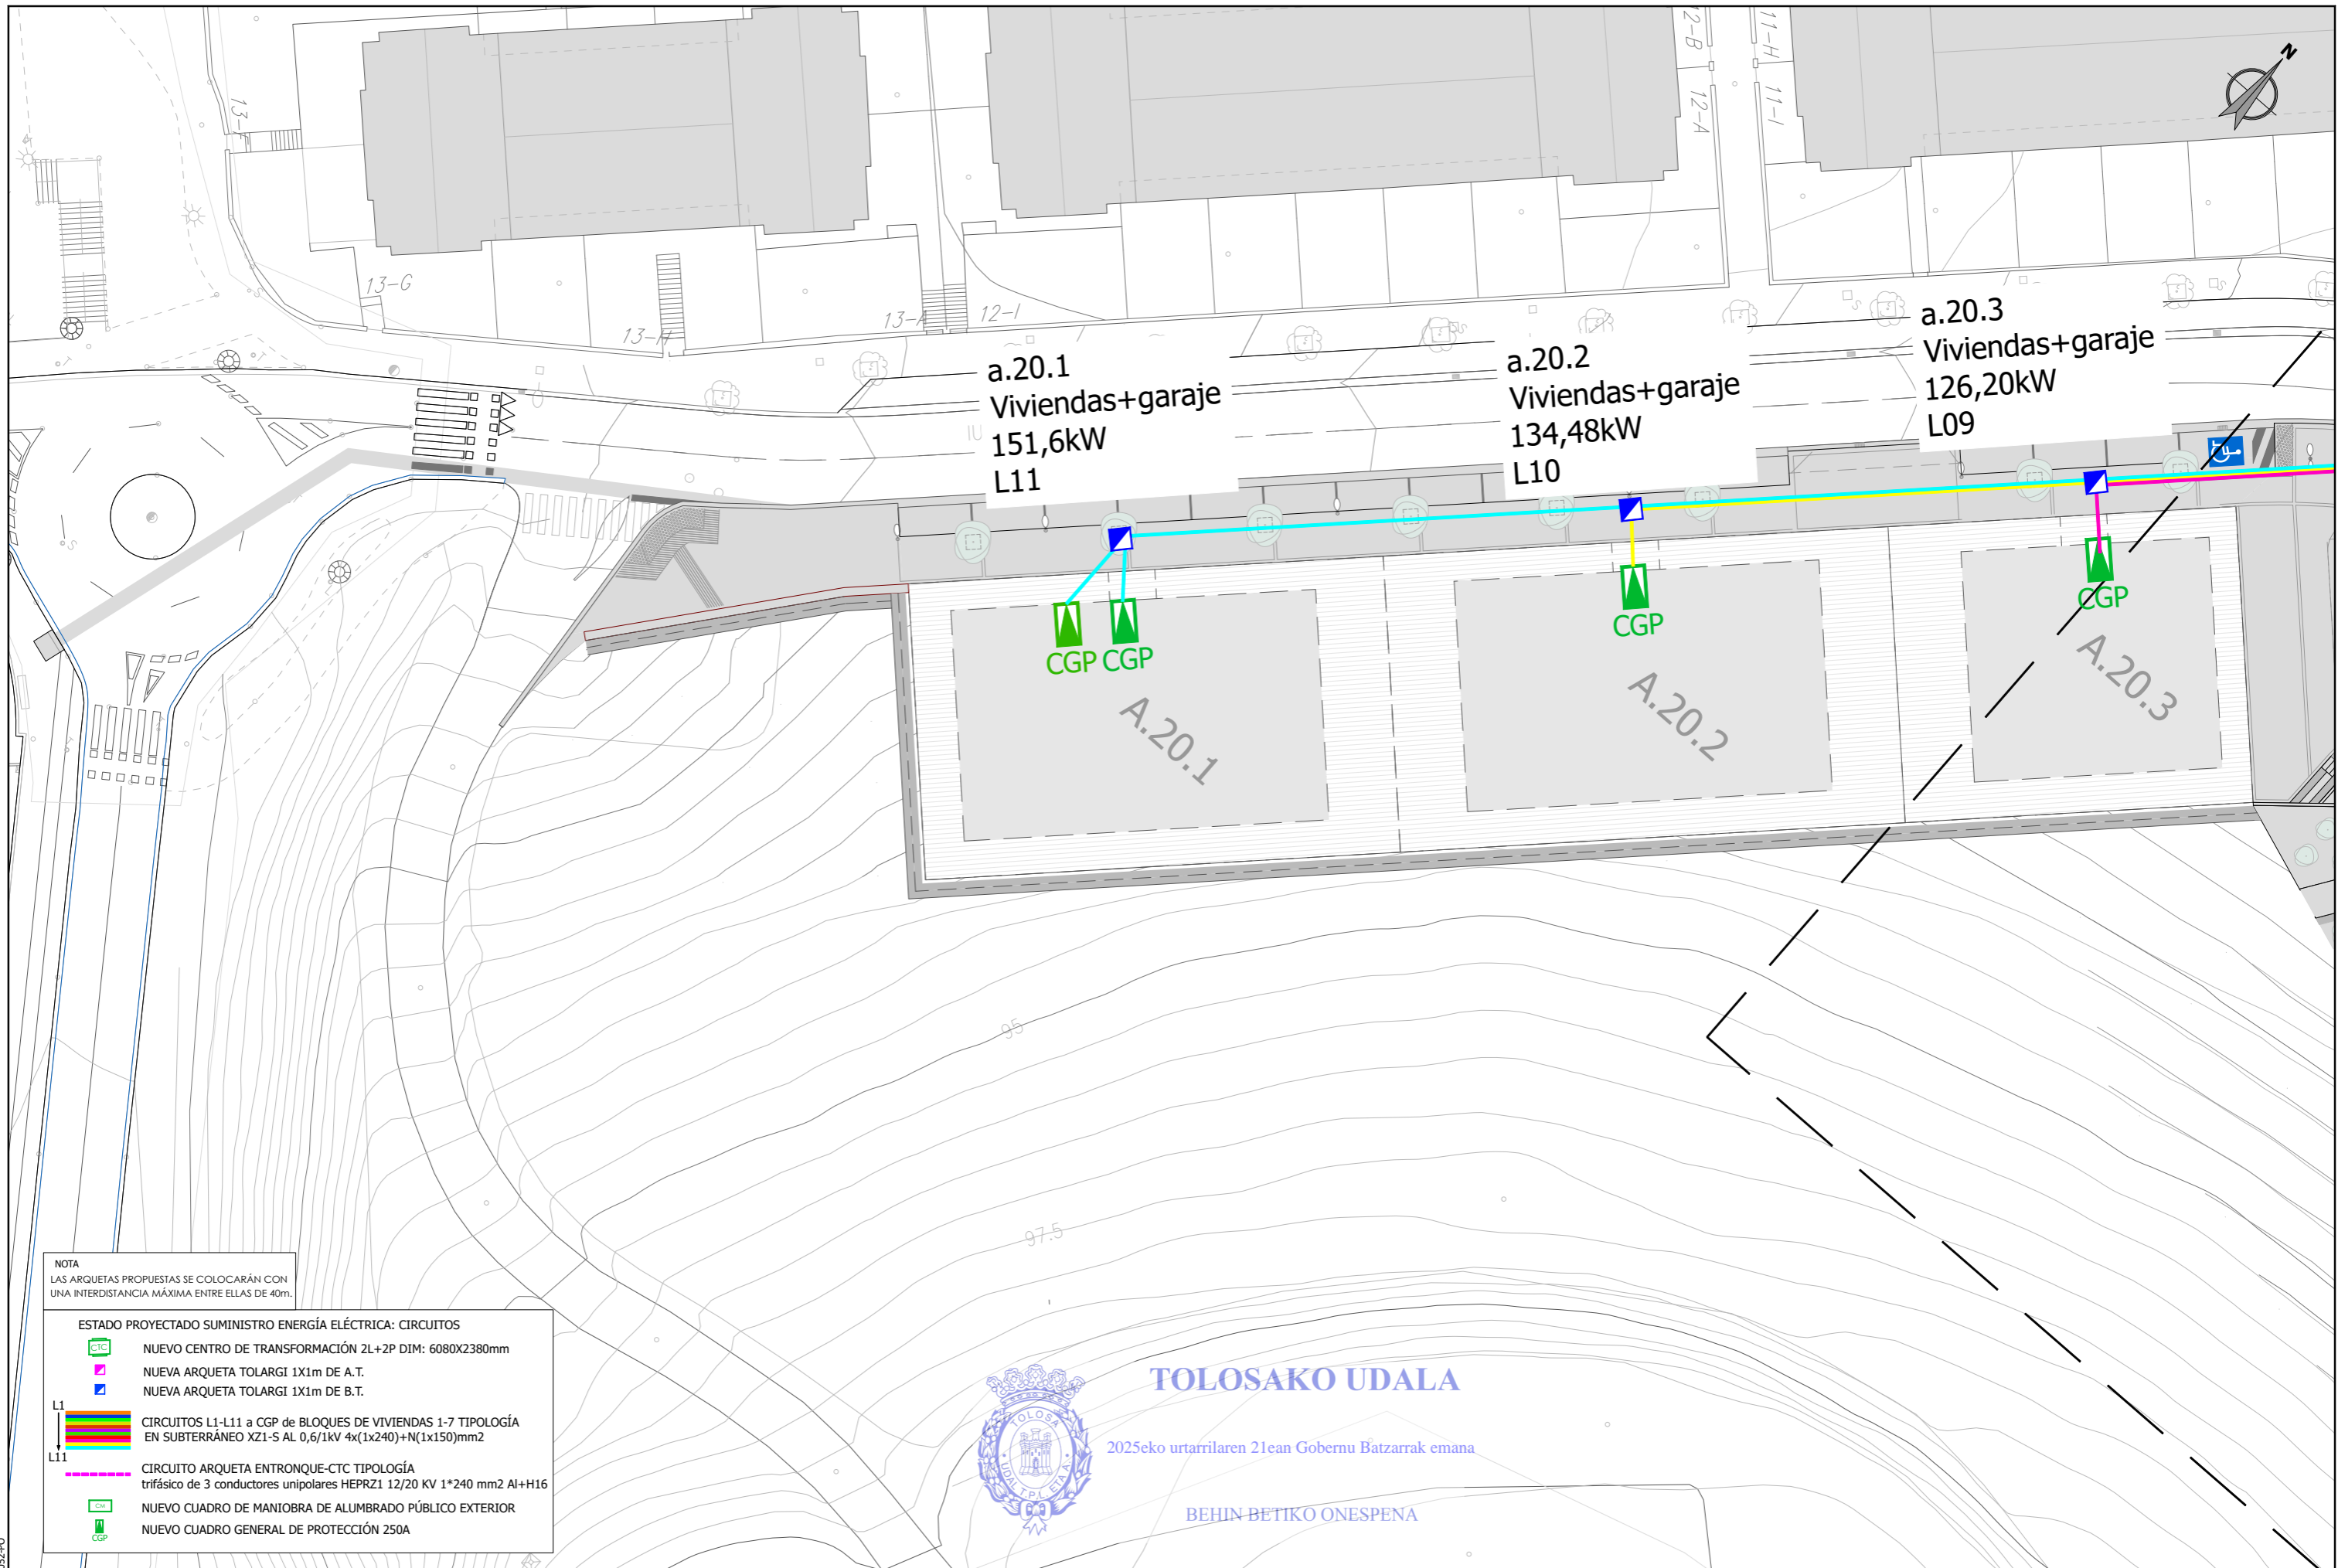 13-F
13-G
13-H
13-A
12-I
12-B
12-A
11-H
11-I
N
a.20.1
Viviendas+garaje
151,6kW
L11
a.20.2
Viviendas+garaje
134,48kW
L10
a.20.3
Viviendas+garaje
126,20kW
L09
CGP
CGP
CGP
CGP
A.20.1
A.20.2
A.20.3
95
97.5
NOTA
LAS ARQUETAS PROPUESTAS SE COLOCARÁN CON
UNA INTERDISTANCIA MÁXIMA ENTRE ELLAS DE 40m.
ESTADO PROYECTADO SUMINISTRO ENERGÍA ELÉCTRICA: CIRCUITOS
CTC
NUEVO CENTRO DE TRANSFORMACIÓN 2L+2P DIM: 6080X2380mm
NUEVA ARQUETA TOLARGI 1X1m DE A.T.
NUEVA ARQUETA TOLARGI 1X1m DE B.T.
L1
L11
CIRCUITOS L1-L11 a CGP de BLOQUES DE VIVIENDAS 1-7 TIPOLOGÍA
EN SUBTERRÁNEO XZ1-S AL 0,6/1kV 4x(1x240)+N(1x150)mm2
CIRCUITO ARQUETA ENTRONQUE-CTC TIPOLOGÍA
trifásico de 3 conductores unipolares HEPRZ1 12/20 KV 1*240 mm2 Al+H16
CM
NUEVO CUADRO DE MANIOBRA DE ALUMBRADO PÚBLICO EXTERIOR
CGP
NUEVO CUADRO GENERAL DE PROTECCIÓN 250A
TOLOSAKO UDALA
2025eko urtarrilaren 21ean Gobernu Batzarrak emana
BEHIN BETIKO ONESPENA
TOLOSA